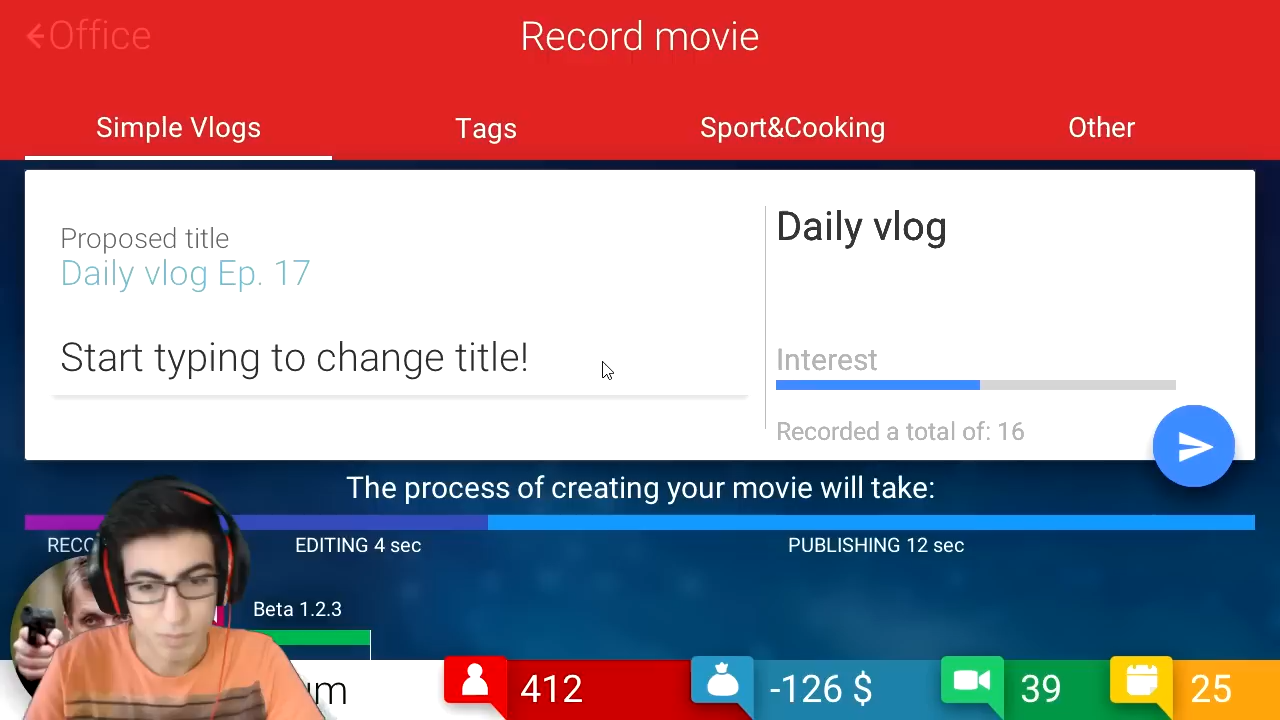 Office
Record movie
Simple Vlogs
Tags
Sport&Cooking
Other
Proposed title
Daily vlog Ep. 17
Start typing to change title!
Daily vlog
Interest
Recorded a total of: 16
The process of creating your movie will take:
EDITING 4 sec
PUBLISHING 12 sec
Beta 1.2.3
412
-126 $
39
25